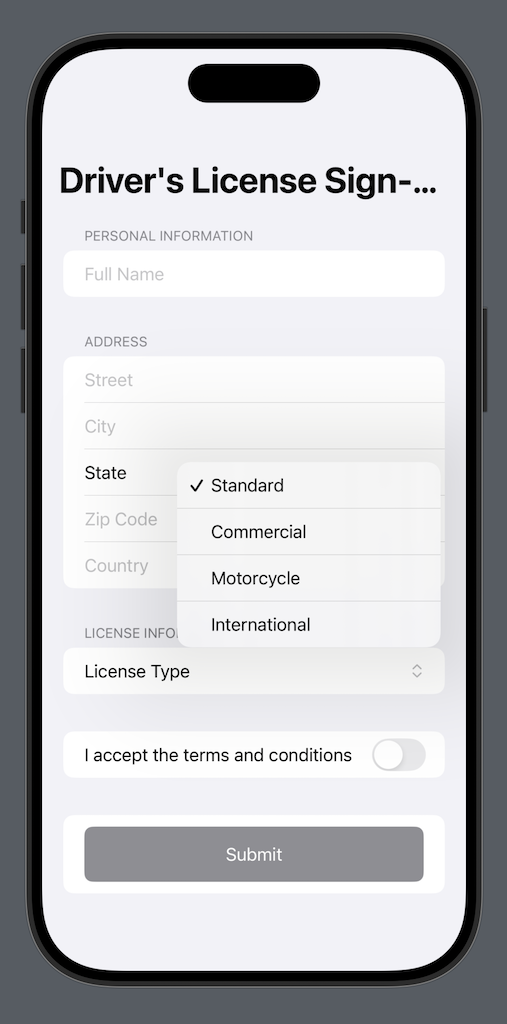 Driver's License Sign-...
PERSONAL INFORMATION
Full Name
ADDRESS
Street
City
State
Zip Code
Country
Standard
Commercial
Motorcycle
International
LICENSE INFO
License Type
I accept the terms and conditions
Submit